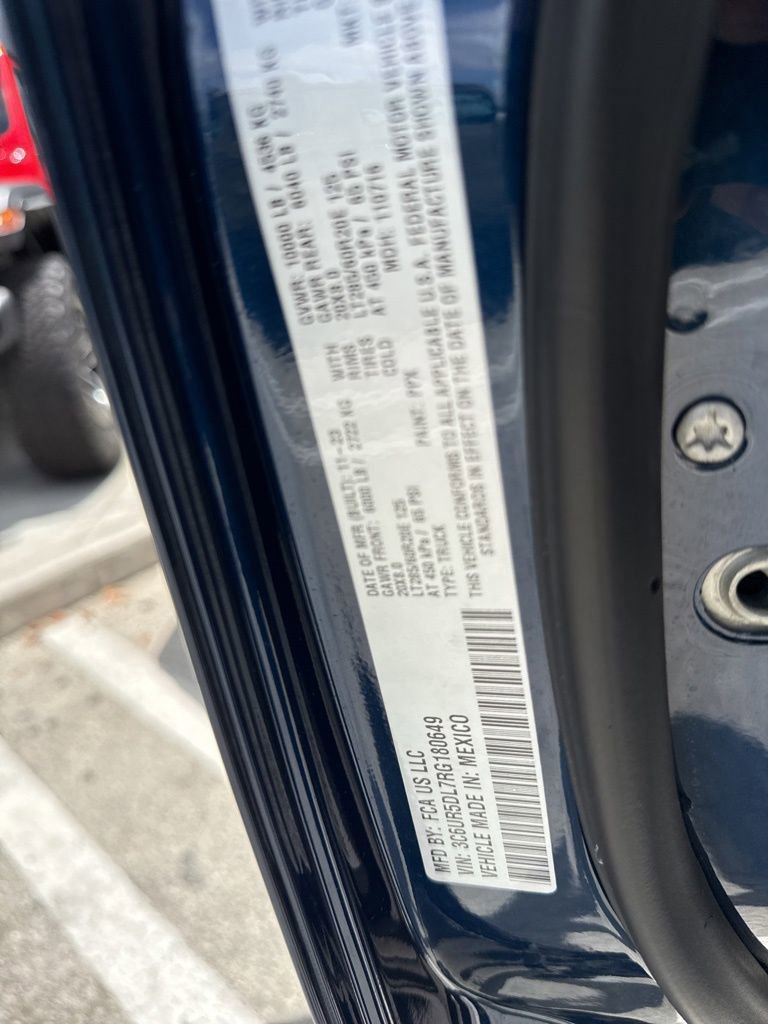 MFD BY: FCA US LLC
VIN: 3C6UR5DL7RG180649
VEHICLE MADE IN: MEXICO
DATE OF MFR (BUILT): 11-23
GVWR: 10000 LB / 4536 KG
GAWR FRONT: 6000 LB / 2722 KG WITH
GAWR REAR: 6040 LB / 2740 KG
20X8.0 RIMS
20X8.0
LT285/60R20E 125 TIRES
LT285/60R20E 125
AT 450 kPa / 65 PSI COLD
AT 450 kPa / 65 PSI
TYPE: TRUCK PAINT: PPX MDH: 110716
THIS VEHICLE CONFORMS TO ALL APPLICABLE U.S.A. FEDERAL MOTOR VEHICLE
STANDARDS IN EFFECT ON THE DATE OF MANUFACTURE SHOWN ABOVE